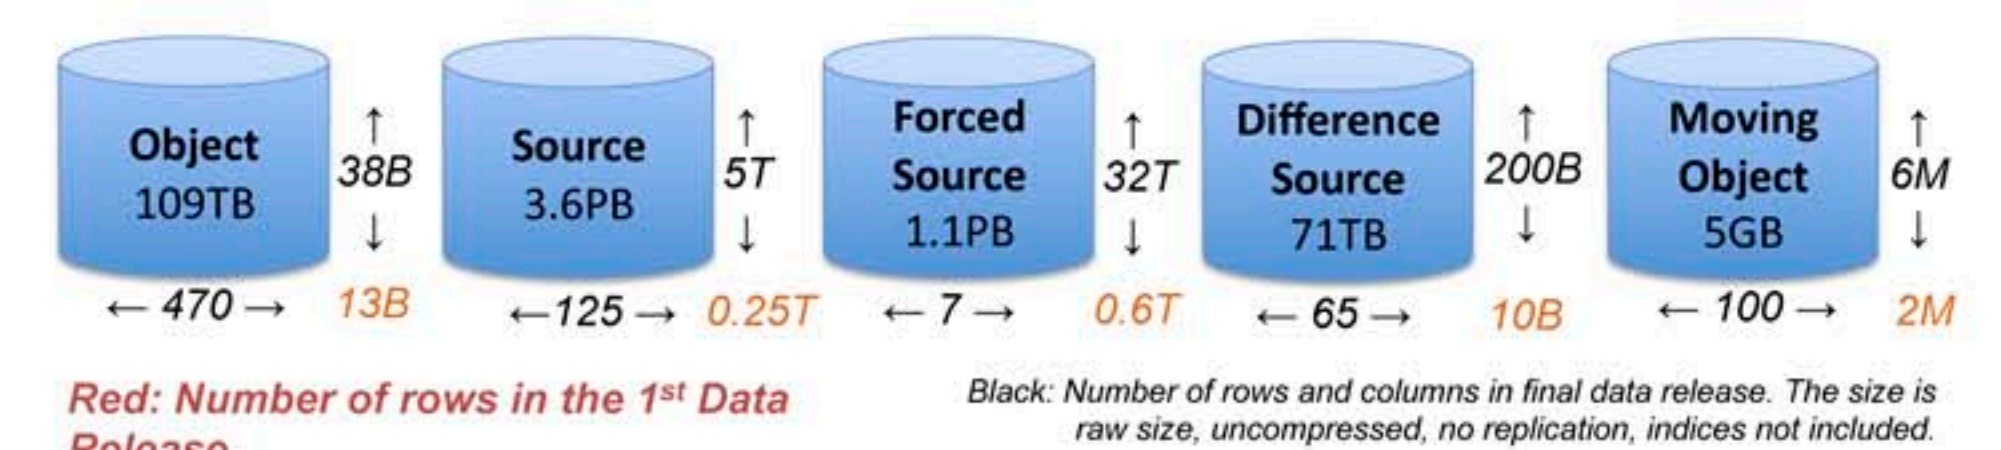 Object
109TB
↑
38B
↓
← 470 →
13B
Source
3.6PB
↑
5T
↓
←125 →
0.25T
Forced
Source
1.1PB
↑
32T
↓
← 7 →
0.6T
Difference
Source
71TB
↑
200B
↓
← 65 →
10B
Moving
Object
5GB
↑
6M
↓
← 100 →
2M
Red: Number of rows in the 1st Data
Release
Black: Number of rows and columns in final data release. The size is
raw size, uncompressed, no replication, indices not included.